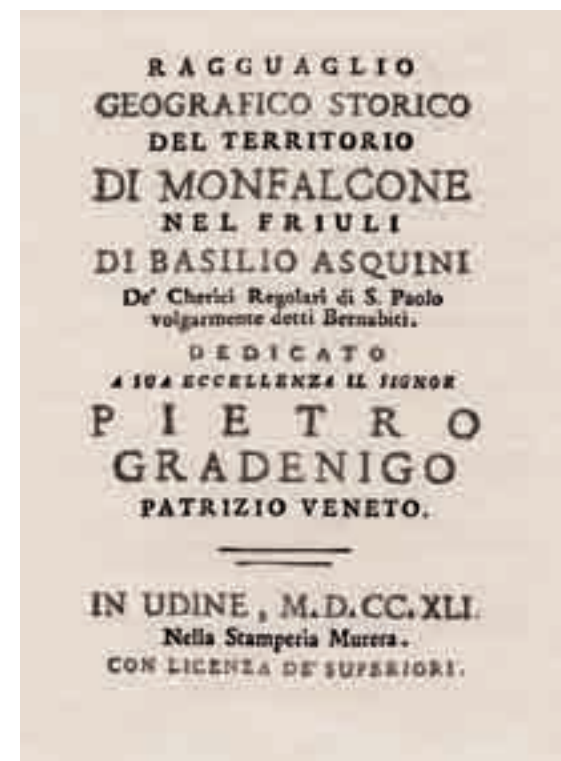 RAGGUAGLIO
GEOGRAFICO STORICO
DEL TERRITORIO
DI MONFALCONE
NEL FRIULI
DI BASILIO ASQUINI
De' Cherici Regolari di S. Paolo
volgarmente detti Bernabiti.
DEDICATO
A SUA ECCELLENZA IL SIGNOR
PIETRO
GRADENIGO
PATRIZIO VENETO.
IN UDINE, M.D.CC.XLI.
Nella Stamperia Murera.
CON LICENZA DE' SUPERIORI.